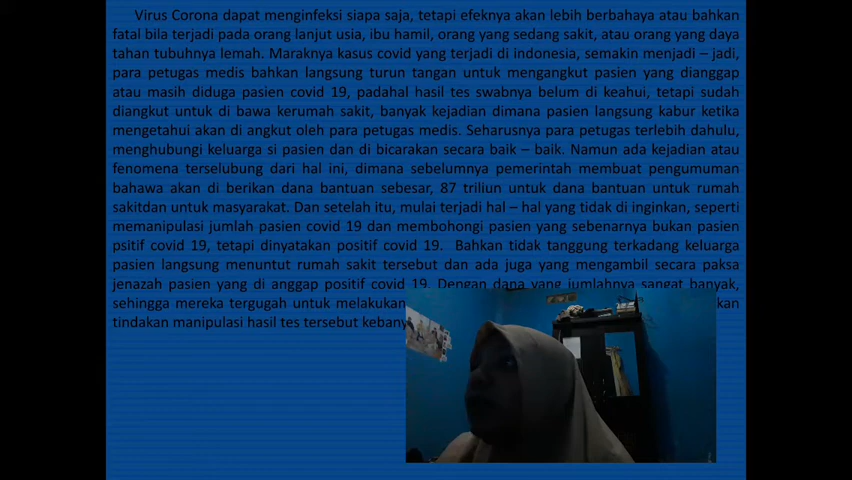 Virus Corona dapat menginfeksi siapa saja, tetapi efeknya akan lebih berbahaya atau bahkan
fatal bila terjadi pada orang lanjut usia, ibu hamil, orang yang sedang sakit, atau orang yang daya
tahan tubuhnya lemah. Maraknya kasus covid yang terjadi di indonesia, semakin menjadi – jadi,
para petugas medis bahkan langsung turun tangan untuk mengangkut pasien yang dianggap
atau masih diduga pasien covid 19, padahal hasil tes swabnya belum di keahui, tetapi sudah
diangkut untuk di bawa kerumah sakit, banyak kejadian dimana pasien langsung kabur ketika
mengetahui akan di angkut oleh para petugas medis. Seharusnya para petugas terlebih dahulu,
menghubungi keluarga si pasien dan di bicarakan secara baik – baik. Namun ada kejadian atau
fenomena terselubung dari hal ini, dimana sebelumnya pemerintah membuat pengumuman
bahawa akan di berikan dana bantuan sebesar, 87 triliun untuk dana bantuan untuk rumah
sakitdan untuk masyarakat. Dan setelah itu, mulai terjadi hal – hal yang tidak di inginkan, seperti
memanipulasi jumlah pasien covid 19 dan membohongi pasien yang sebenarnya bukan pasien
psitif covid 19, tetapi dinyatakan positif covid 19. Bahkan tidak tanggung terkadang keluarga
pasien langsung menuntut rumah sakit tersebut dan ada juga yang mengambil secara paksa
jenazah pasien yang di anggap positif covid 19. Dengan dana yang jumlahnya sangat banyak,
sehingga mereka tergugah untuk melakukan kan
tindakan manipulasi hasil tes tersebut kebany